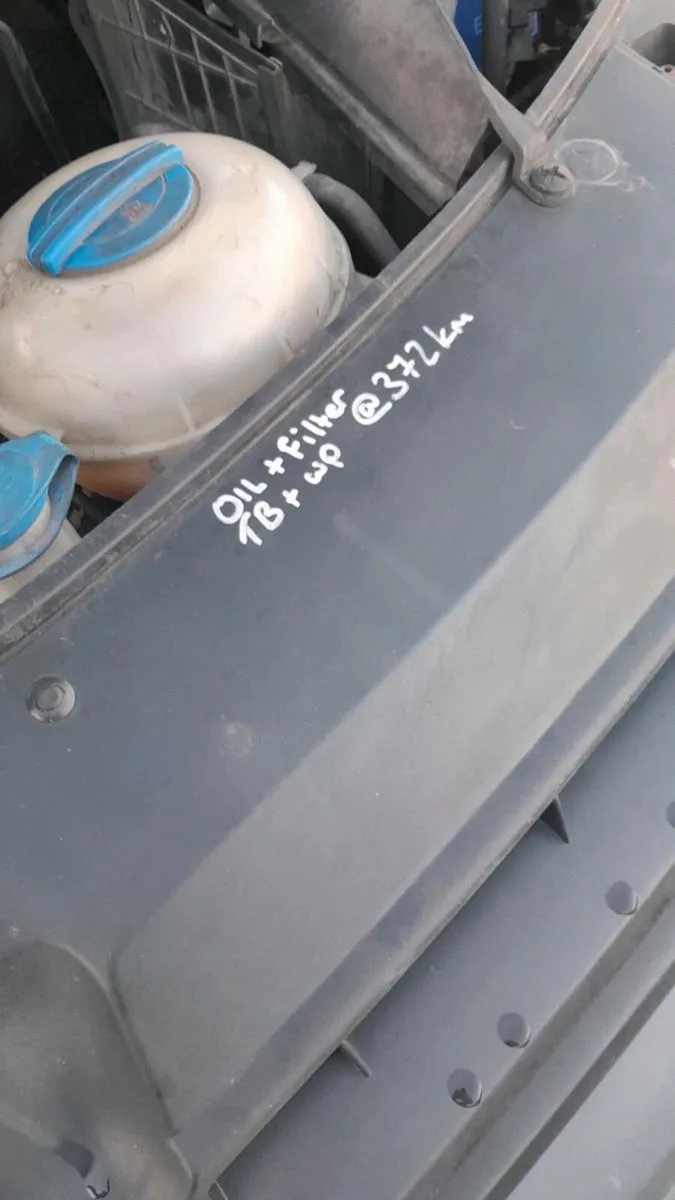 OIL + Filter
TB + wp @372km